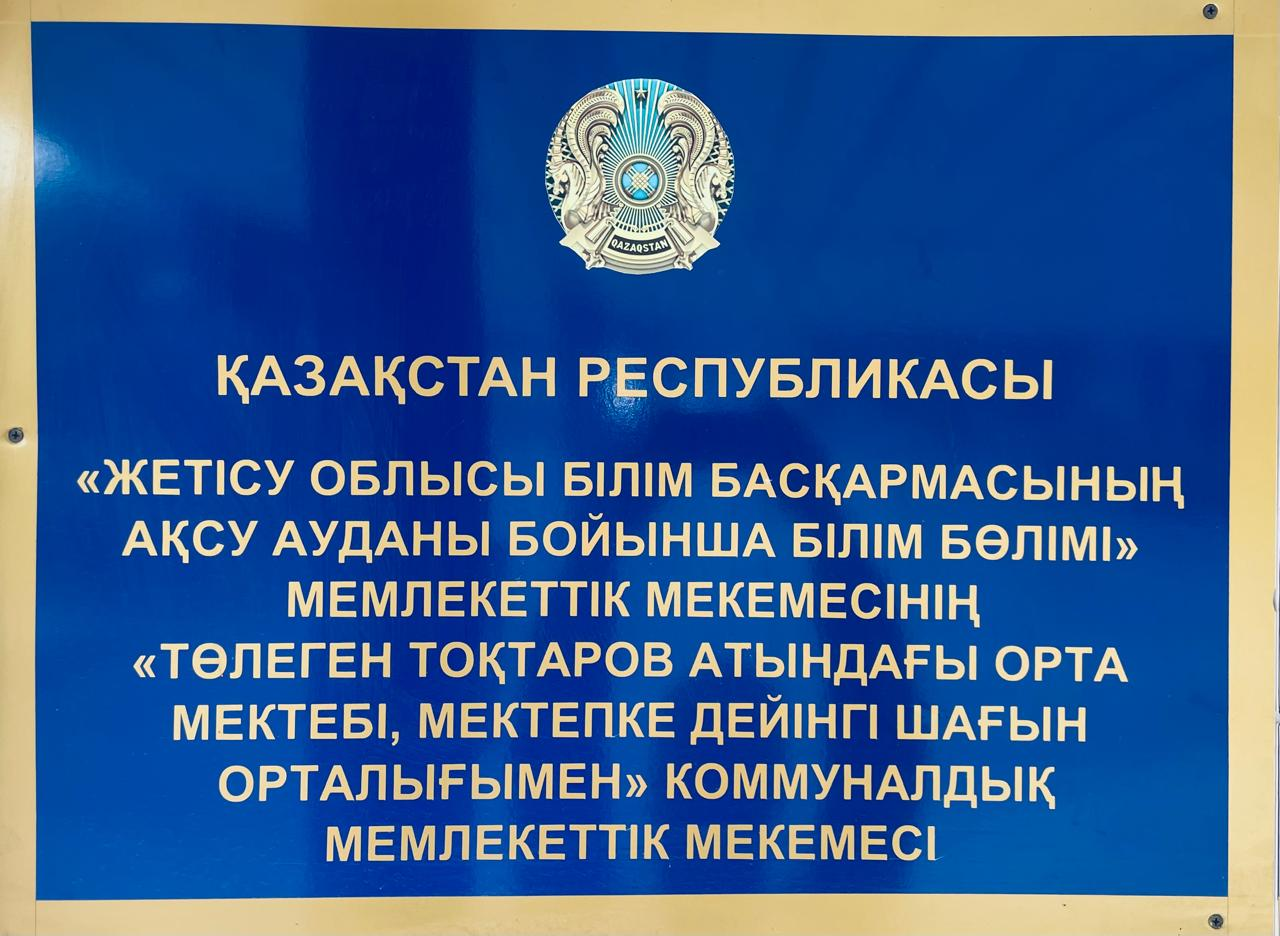 QAZAQSTAN
ҚАЗАҚСТАН РЕСПУБЛИКАСЫ
«ЖЕТІСУ ОБЛЫСЫ БІЛІМ БАСҚАРМАСЫНЫҢ
АҚСУ АУДАНЫ БОЙЫНША БІЛІМ БӨЛІМІ»
МЕМЛЕКЕТТІК МЕКЕМЕСІНІҢ
«ТӨЛЕГЕН ТОҚТАРОВ АТЫНДАҒЫ ОРТА
МЕКТЕБІ, МЕКТЕПКЕ ДЕЙІНГІ ШАҒЫН
ОРТАЛЫҒЫМЕН» КОММУНАЛДЫҚ
МЕМЛЕКЕТТІК МЕКЕМЕСІ